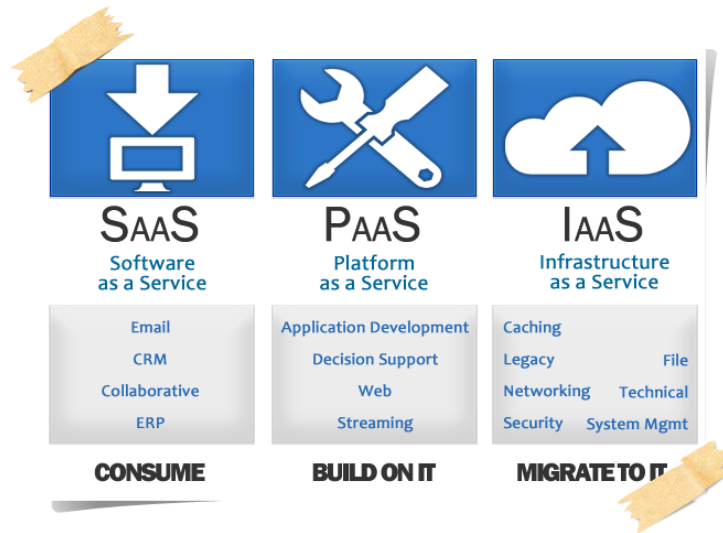 SaaS
Software
as a Service
Email
CRM
Collaborative
ERP
CONSUME
PaaS
Platform
as a Service
Application Development
Decision Support
Web
Streaming
BUILD ON IT
IaaS
Infrastructure
as a Service
Caching
Legacy File
Networking Technical
Security System Mgmt
MIGRATE TO IT